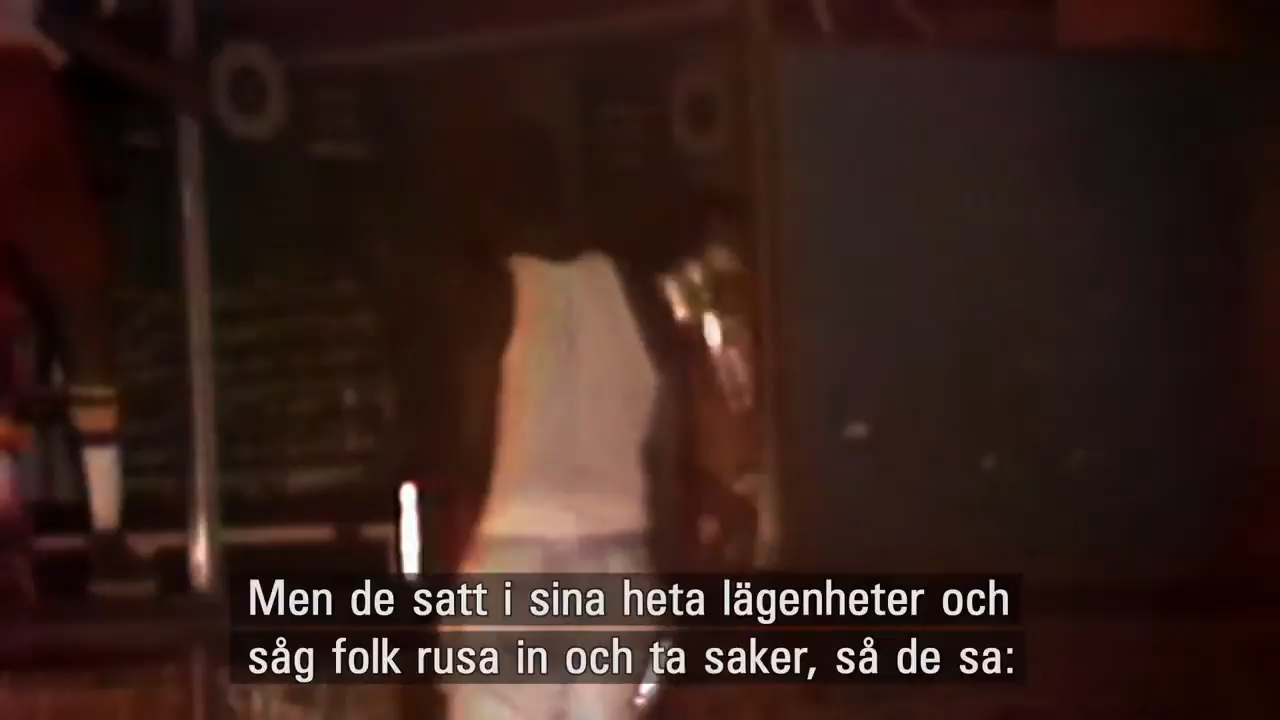 Men de satt i sina heta lägenheter och
såg folk rusa in och ta saker, så de sa: